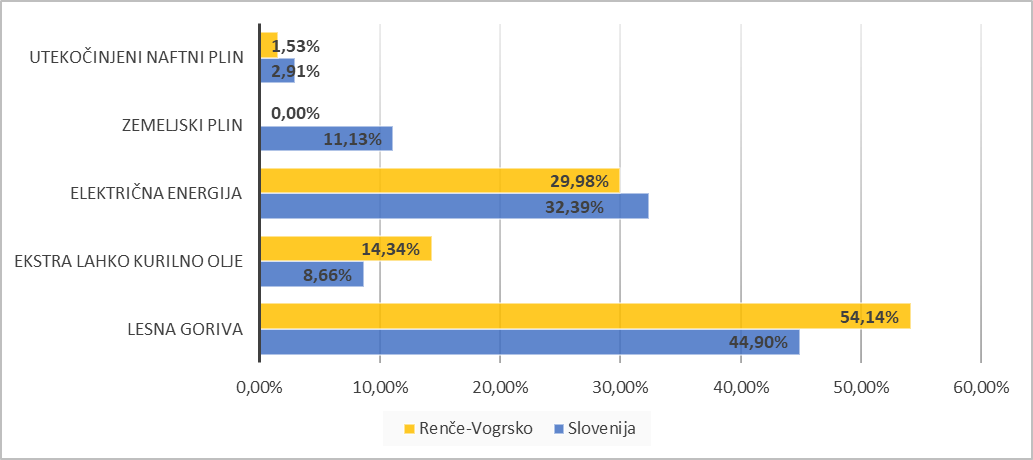 UTEKOČINJENI NAFTNI PLIN
1,53%
2,91%
ZEMELJSKI PLIN
0,00%
11,13%
ELEKTRIČNA ENERGIJA
29,98%
32,39%
EKSTRA LAHKO KURILNO OLJE
14,34%
8,66%
LESNA GORIVA
54,14%
44,90%
0,00% 10,00% 20,00% 30,00% 40,00% 50,00% 60,00%
Renče-Vogrsko Slovenija